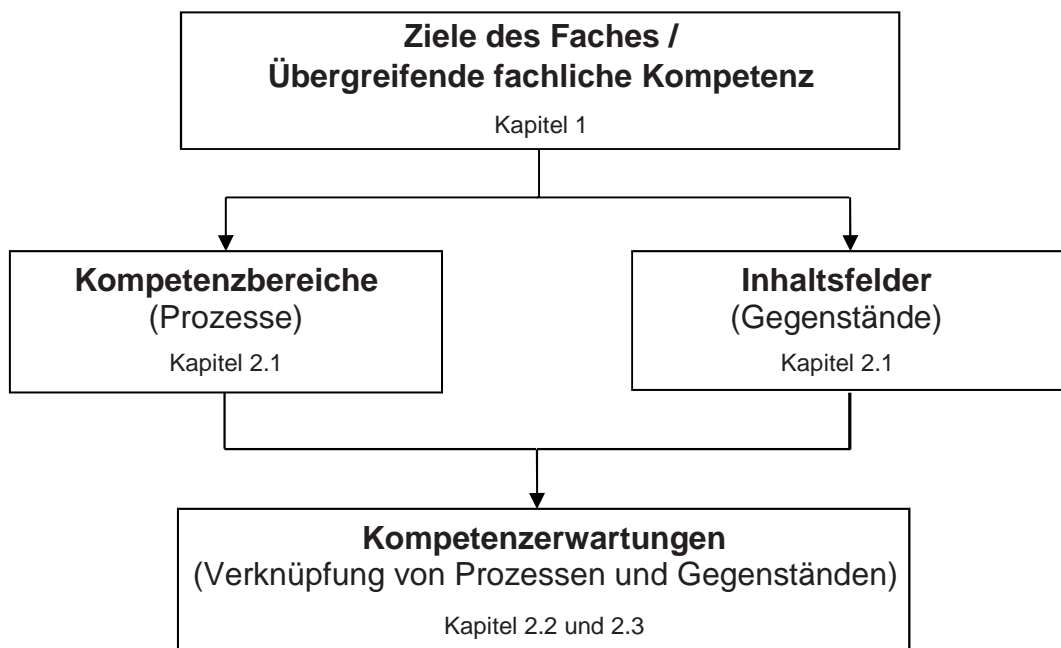 Ziele des Faches /
Übergreifende fachliche Kompetenz
Kapitel 1
Kompetenzbereiche
(Prozesse)
Kapitel 2.1
Inhaltsfelder
(Gegenstände)
Kapitel 2.1
Kompetenzerwartungen
(Verknüpfung von Prozessen und Gegenständen)
Kapitel 2.2 und 2.3